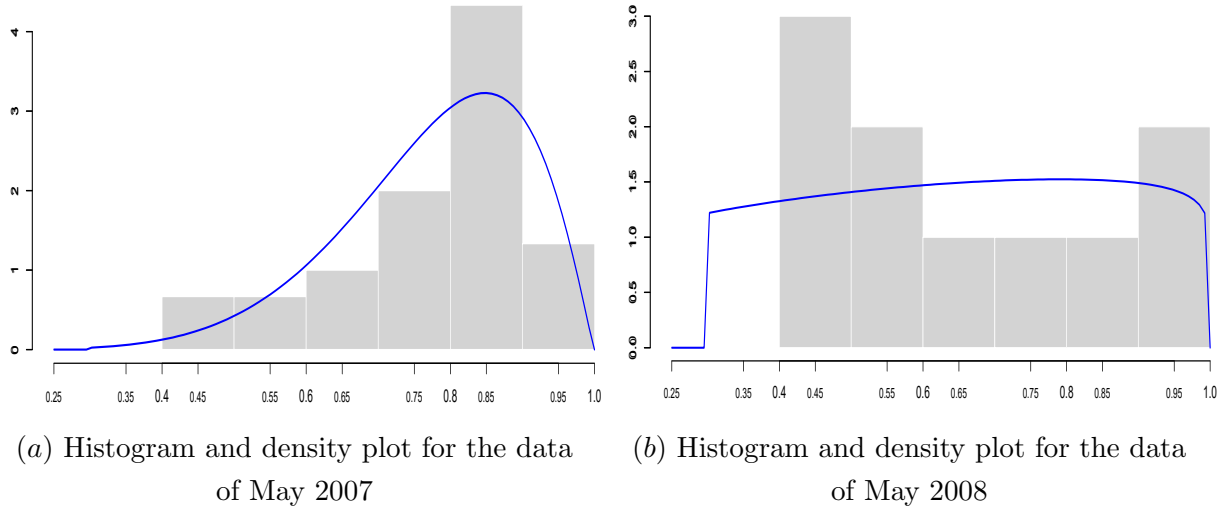 4
3
2
1
0
0.25 0.35 0.4 0.45 0.55 0.6 0.65 0.75 0.8 0.85 0.95 1.0
3.0
2.5
2.0
1.5
1.0
0.5
0.0
0.25 0.35 0.4 0.45 0.55 0.6 0.65 0.75 0.8 0.85 0.95 1.0
(a) Histogram and density plot for the data
of May 2007
(b) Histogram and density plot for the data
of May 2008